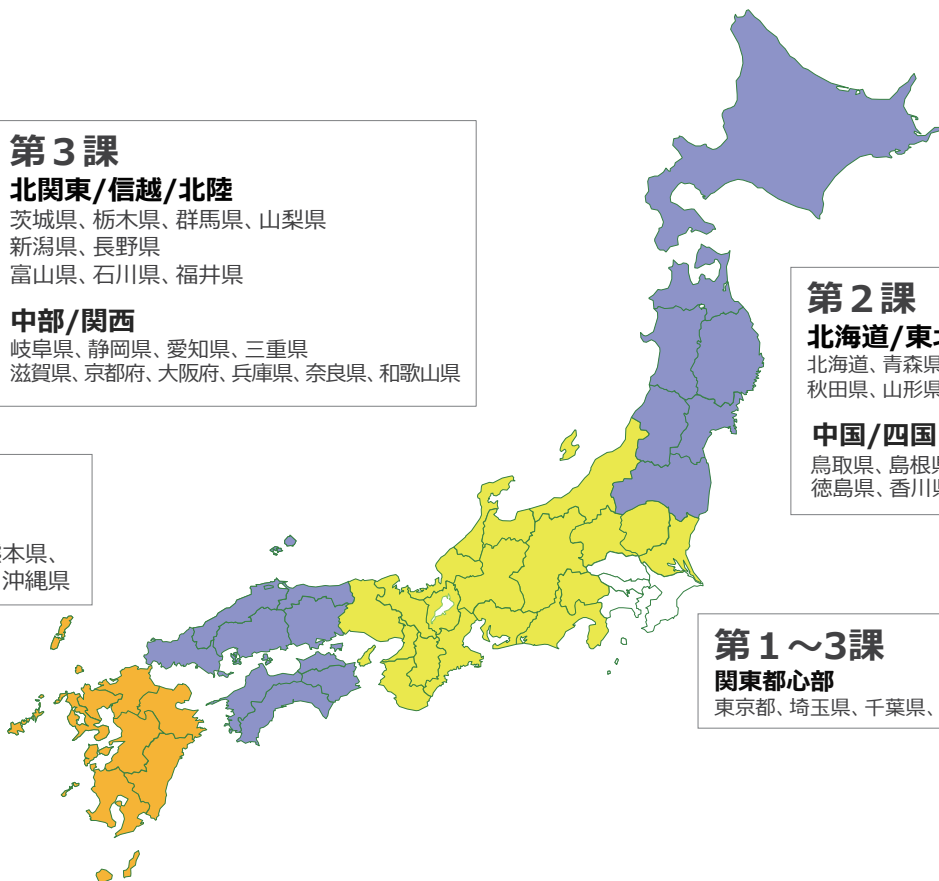 第3課
北関東/信越/北陸
茨城県、栃木県、群馬県、山梨県
新潟県、長野県
富山県、石川県、福井県
中部/関西
岐阜県、静岡県、愛知県、三重県
滋賀県、京都府、大阪府、兵庫県、奈良県、和歌山県
第2課
北海道/東
北海道、青森県
秋田県、山形県
中国/四国
鳥取県、島根県
徳島県、香川県
本県、
沖縄県
第1〜3課
関東都心部
東京都、埼玉県、千葉県、